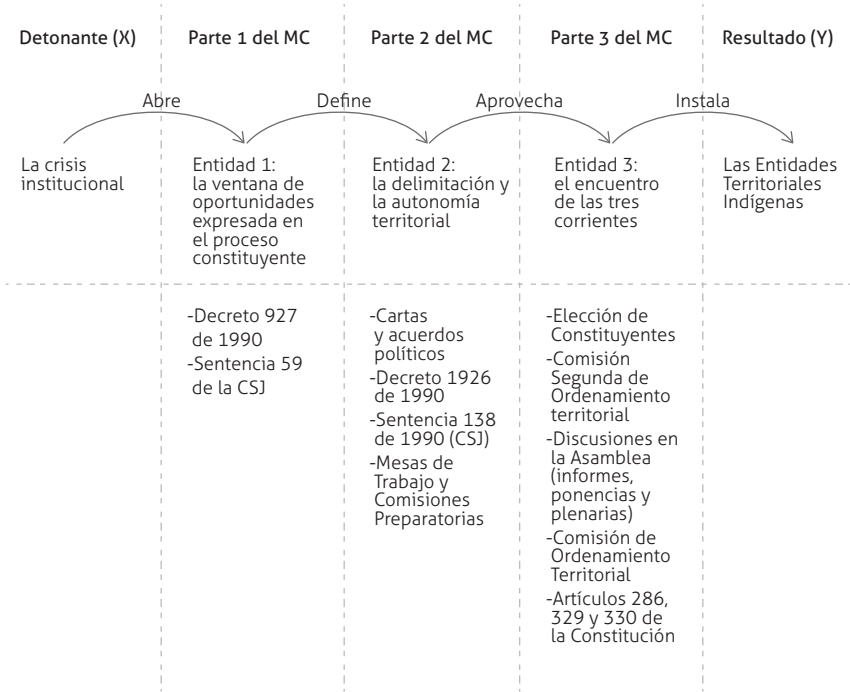 Detonante (X)
Parte 1 del MC
Parte 2 del MC
Parte 3 del MC
Resultado (Y)
Abre
Define
Aprovecha
Instala
La crisis
institucional
Entidad 1:
la ventana de
oportunidades
expresada en
el proceso
constituyente
Entidad 2:
la delimitación y
la autonomía
territorial
Entidad 3:
el encuentro
de las tres
corrientes
Las Entidades
Territoriales
Indígenas
-Decreto 927
de 1990
-Sentencia 59
de la CSJ
-Cartas
y acuerdos
políticos
-Decreto 1926
de 1990
-Sentencia 138
de 1990 (CSJ)
-Mesas de
Trabajo y
Comisiones
Preparatorias
-Elección de
Constituyentes
-Comisión
Segunda de
Ordenamiento
territorial
-Discusiones en
la Asamblea
(informes,
ponencias y
plenarias)
-Comisión de
Ordenamiento
Territorial
-Artículos 286,
329 y 330 de
la Constitución